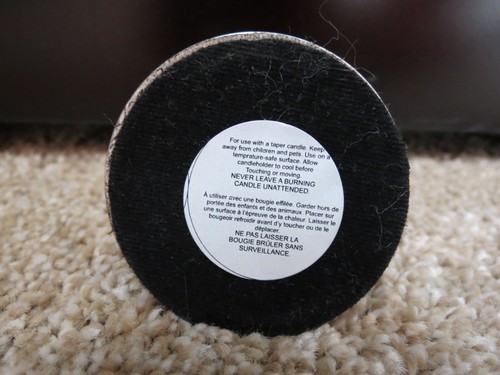 For use with a taper candle. Keep
away from children and pets. Use on a
temprature-safe surface. Allow
candleholder to cool before
Touching or moving.
NEVER LEAVE A BURNING
CANDLE UNATTENDED.
À utiliser avec une bougie effilée. Garder hors de
portée des enfants et des animaux. Placer sur
une surface à l'épreuve de la chaleur. Laisser le
bougeoir refroidir avant d'y toucher ou de le
déplacer.
NE PAS LAISSER LA
BOUGIE BRÛLER SANS
SURVEILLANCE.